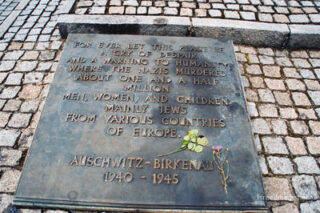 FOR EVER LET THIS PLACE BE
A CRY OF DESPAIR
AND A WARNING TO HUMANITY
WHERE THE NAZIS MURDERED
ABOUT ONE AND A HALF
MILLION
MEN, WOMEN, AND CHILDREN
MAINLY JEWS
FROM VARIOUS COUNTRIES
OF EUROPE.
AUSCHWITZ-BIRKENAU
1940 - 1945